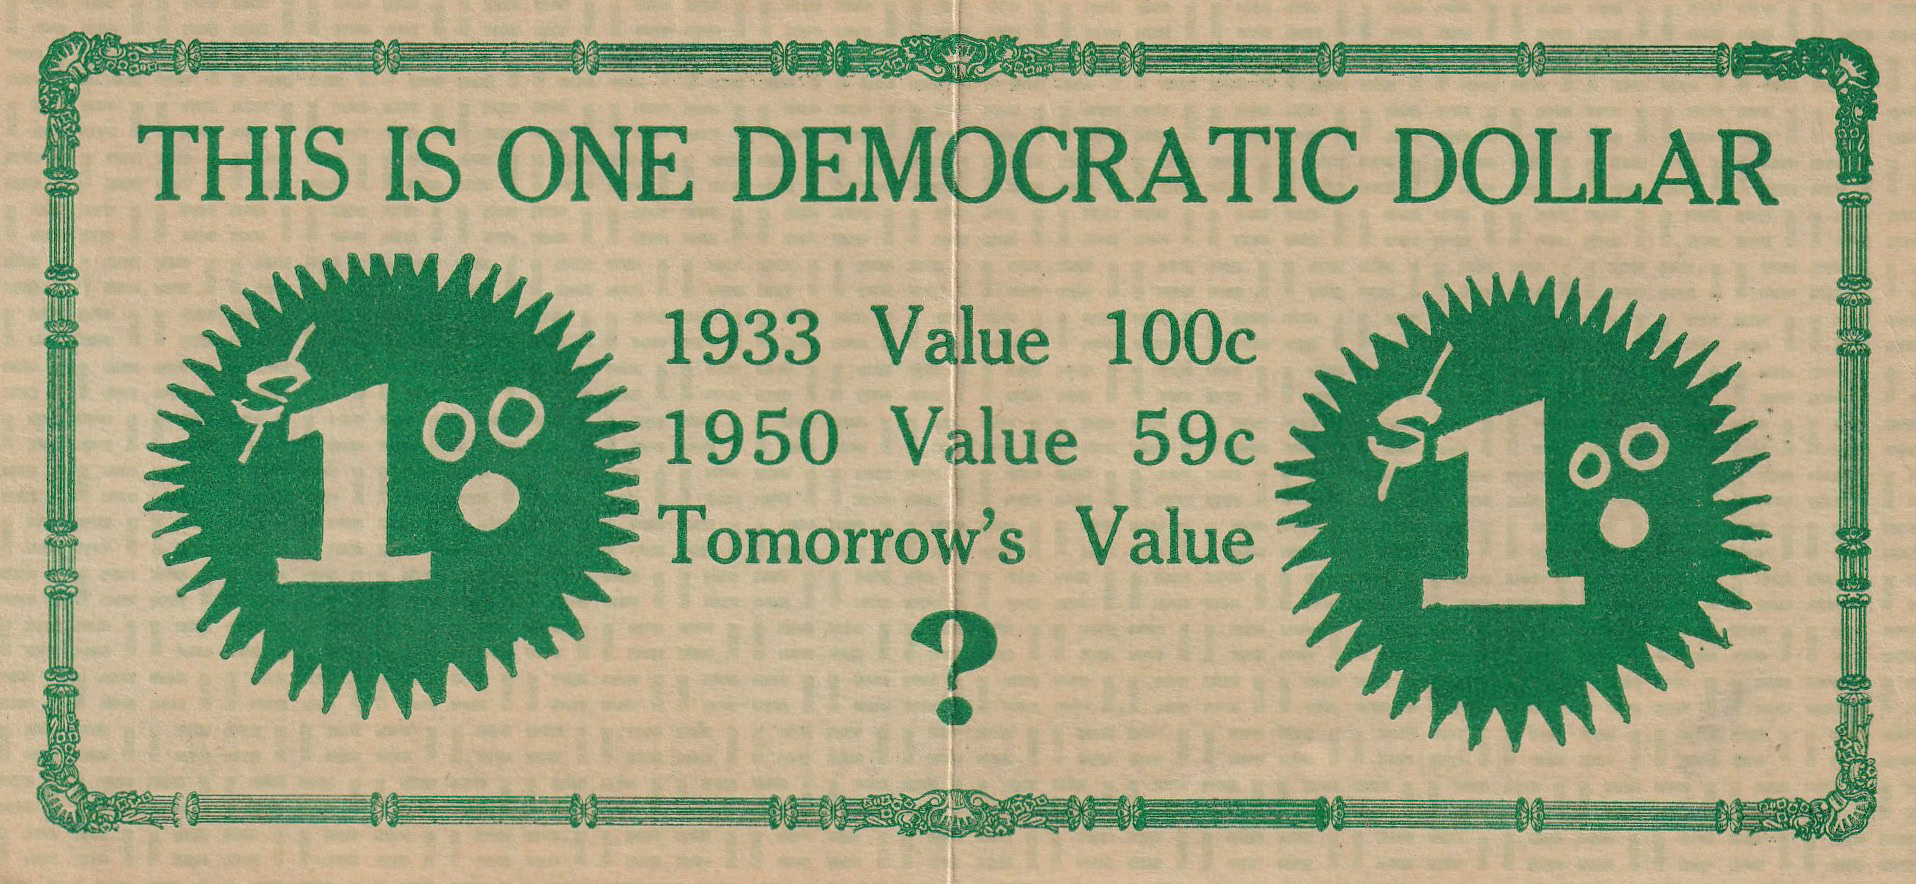 THIS IS ONE DEMOCRATIC DOLLAR
$1.00
1933 Value 100c
1950 Value 59c
Tomorrow's Value
?
$1.00